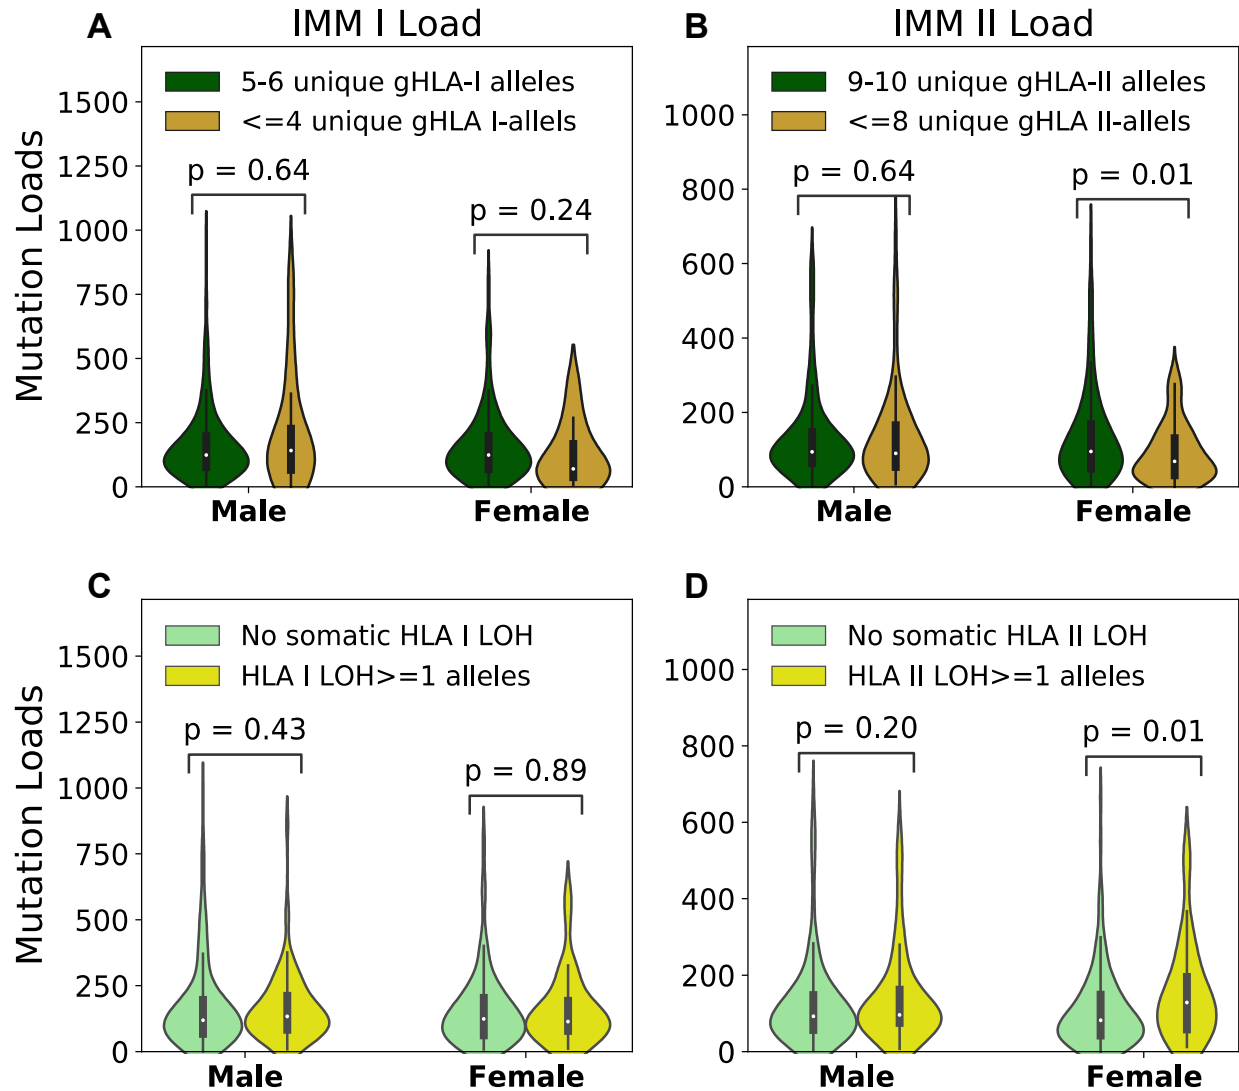 A IMM I Load
5-6 unique gHLA-I alleles
<=4 unique gHLA I-allels
p = 0.64
p = 0.24
Mutation Loads
1500
1250
1000
750
500
250
0
Male Female
B IMM II Load
9-10 unique gHLA-II alleles
<=8 unique gHLA II-allels
p = 0.64
p = 0.01
1000
800
600
400
200
0
Male Female
C
No somatic HLA I LOH
HLA I LOH>=1 alleles
p = 0.43
p = 0.89
Mutation Loads
1500
1250
1000
750
500
250
0
Male Female
D
No somatic HLA II LOH
HLA II LOH>=1 alleles
p = 0.20
p = 0.01
1000
800
600
400
200
0
Male Female